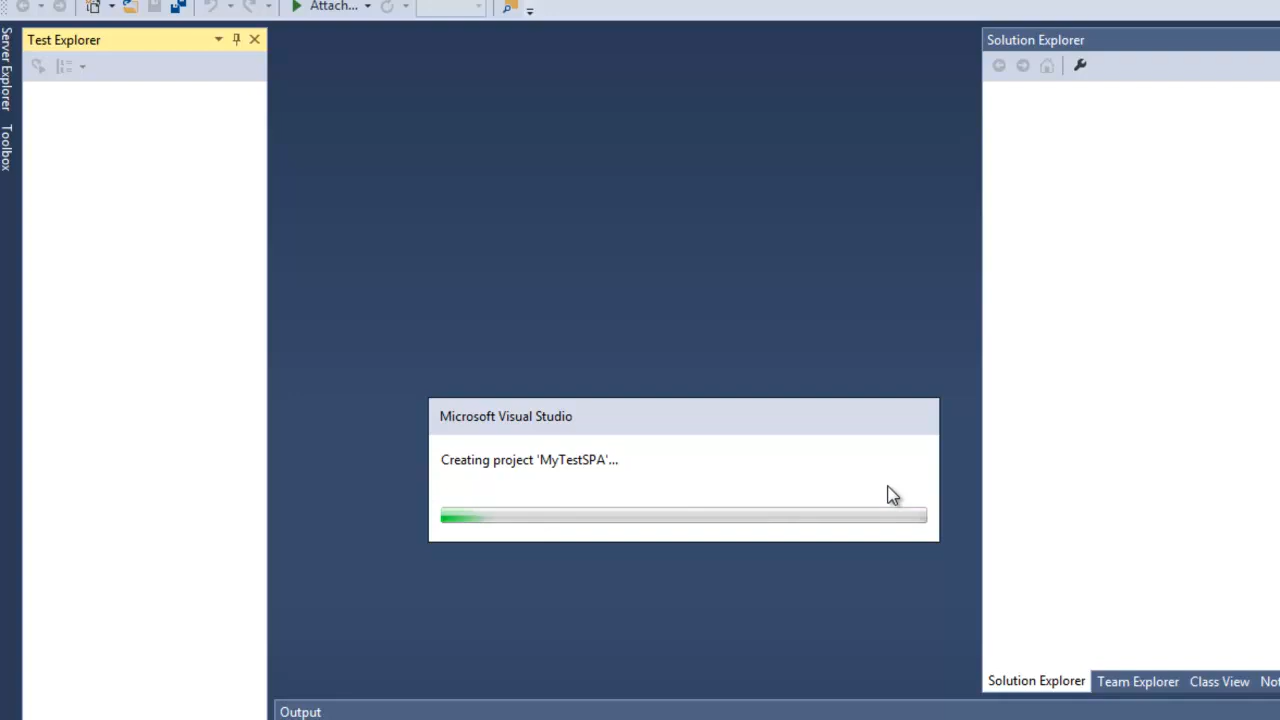 Attach...
Server Explorer
Toolbox
Test Explorer
Solution Explorer
Microsoft Visual Studio
Creating project 'MyTestSPA'...
Solution Explorer Team Explorer Class View Not
Output